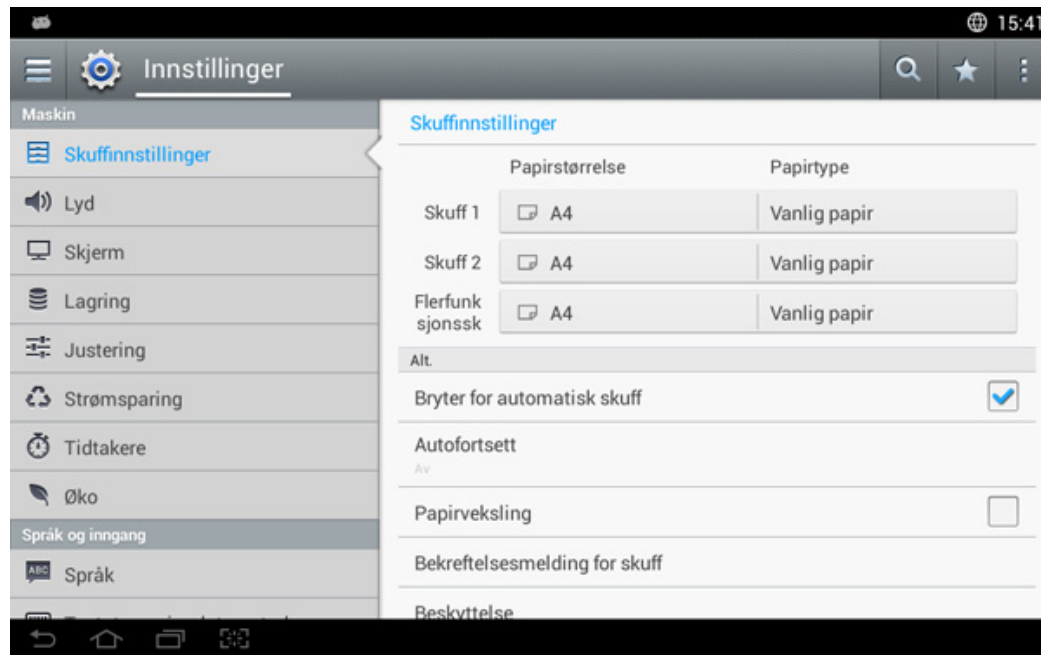 15:41
Innstillinger
Maskin
Skuffinnstillinger
Lyd
Skjerm
Lagring
Justering
Strømsparing
Tidtakere
Øko
Språk og inngang
ABC
Språk
Skuffinnstillinger
Papirstørrelse Papirtype
Skuff 1 A4 Vanlig papir
Skuff 2 A4 Vanlig papir
Flerfunk
sjonssk A4 Vanlig papir
Alt.
Bryter for automatisk skuff
Autofortsett
Av
Papirveksling
Bekreftelsesmelding for skuff
Beskyttelse